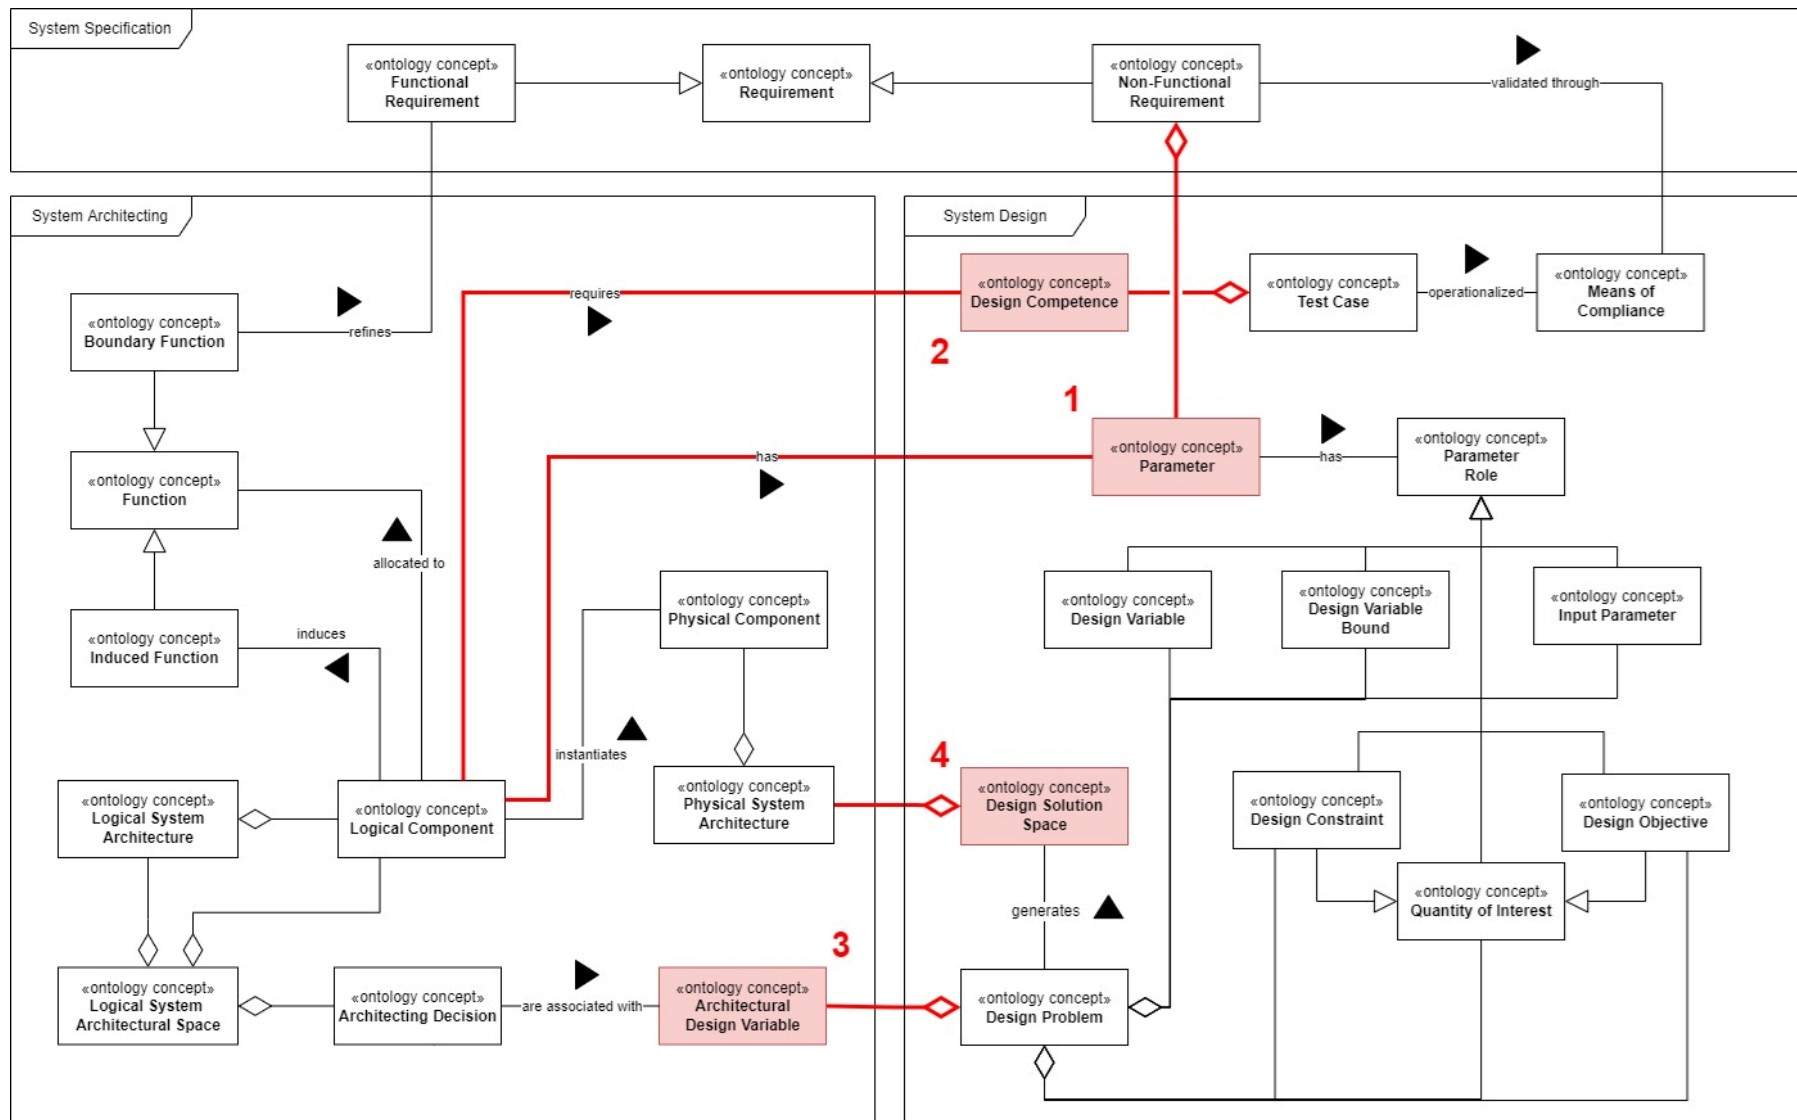 System Specification
«ontology concept»
Functional
Requirement
«ontology concept»
Requirement
«ontology concept»
Non-Functional
Requirement
validated through
System Architecting
System Design
«ontology concept»
Boundary Function
refines
requires
«ontology concept»
Design Competence
2
«ontology concept»
Test Case
operationalized
«ontology concept»
Means of
Compliance
1
«ontology concept»
Function
allocated to
has
«ontology concept»
Parameter
has
«ontology concept»
Parameter
Role
«ontology concept»
Induced Function
induces
«ontology concept»
Physical Component
«ontology concept»
Design Variable
«ontology concept»
Design Variable
Bound
«ontology concept»
Input Parameter
instantiates
4
«ontology concept»
Logical System
Architecture
«ontology concept»
Logical Component
«ontology concept»
Physical System
Architecture
«ontology concept»
Design Solution
Space
«ontology concept»
Design Constraint
«ontology concept»
Design Objective
generates
«ontology concept»
Quantity of Interest
3
«ontology concept»
Logical System
Architectural Space
«ontology concept»
Architecting Decision
are associated with
«ontology concept»
Architectural
Design Variable
«ontology concept»
Design Problem